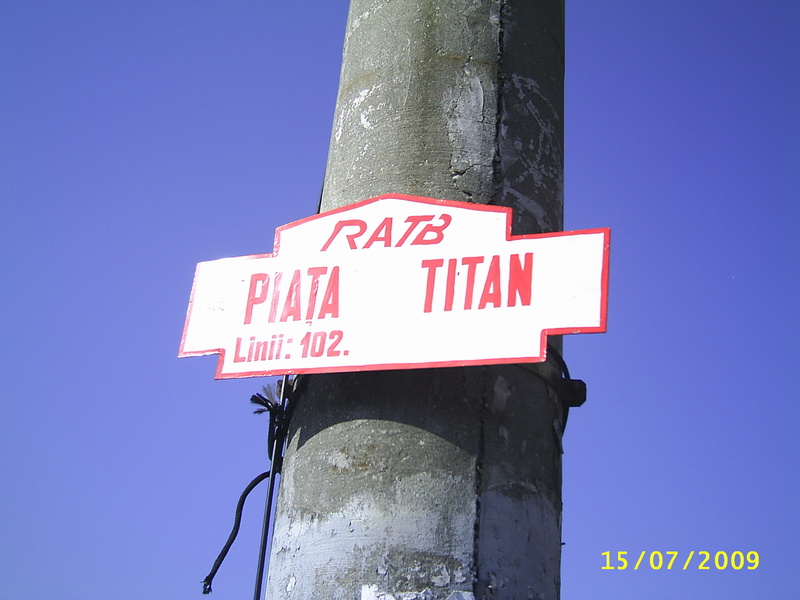 RATB
PIAȚA TITAN
Linii: 102.
15/07/2009